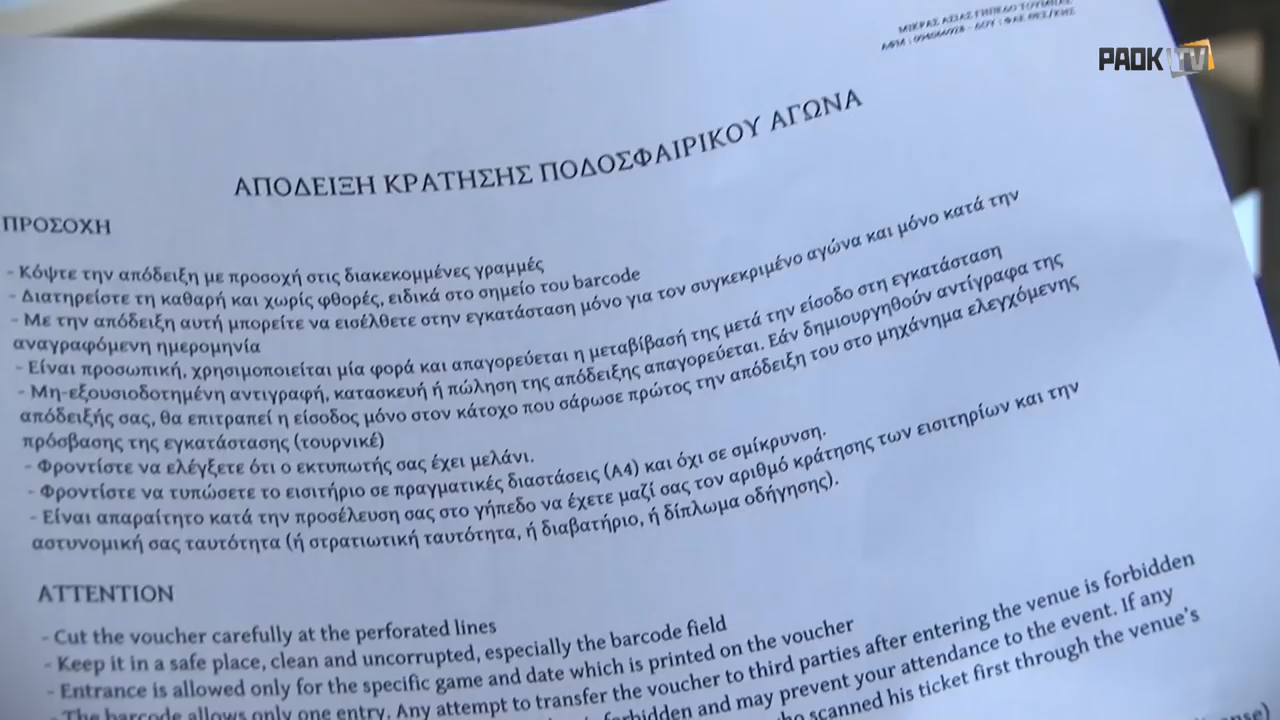 ΜΙΚΡΑΣ ΑΣΙΑΣ ΓΗΠΕΔΟ ΤΟΥΜΠΑΣ
PAOK TV
ΑΠΟΔΕΙΞΗ ΚΡΑΤΗΣΗΣ ΠΟΔΟΣΦΑΙΡΙΚΟΥ ΑΓΩΝΑ
ΠΡΟΣΟΧΗ
- Κόψτε την απόδειξη με προσοχή στις διακεκομμένες γραμμές
- Διατηρείστε τη καθαρή και χωρίς φθορές, ειδικά στο σημείο του barcode
- Με την απόδειξη αυτή μπορείτε να εισέλθετε στην εγκατάσταση μόνο για τον συγκεκριμένο αγώνα και μόνο κατά την
αναγραφόμενη ημερομηνία
- Είναι προσωπική, χρησιμοποιείται μία φορά και απαγορεύεται η μεταβίβασή της μετά την είσοδο στη εγκατάσταση
- Μη-εξουσιοδοτημένη αντιγραφή, κατασκευή ή πώληση της απόδειξης απαγορεύεται. Εάν δημιουργηθούν αντίγραφα της
απόδειξής σας, θα επιτραπεί η είσοδος μόνο στον κάτοχο που σάρωσε πρώτος την απόδειξη του στο μηχάνημα ελεγχόμενης
πρόσβασης της εγκατάστασης (τουρνικέ)
- Φροντίστε να ελέγξετε ότι ο εκτυπωτής σας έχει μελάνι.
- Φροντίστε να τυπώσετε το εισιτήριο σε πραγματικές διαστάσεις (Α4) και όχι σε σμίκρυνση.
- Είναι απαραίτητο κατά την προσέλευση σας στο γήπεδο να έχετε μαζί σας τον αριθμό κράτησης των εισιτηρίων και την
αστυνομική σας ταυτότητα (ή στρατιωτική ταυτότητα, ή διαβατήριο, ή δίπλωμα οδήγησης).
ATTENTION
- Cut the voucher carefully at the perforated lines
- Keep it in a safe place, clean and uncorrupted, especially the barcode field
- Entrance is allowed only for the specific game and date which is printed on the voucher
- The barcode allows only one entry. Any attempt to transfer the voucher to third parties after entering the venue is forbidden
forbidden and may prevent your attendance to the event. If any
who scanned his ticket first through the venue's